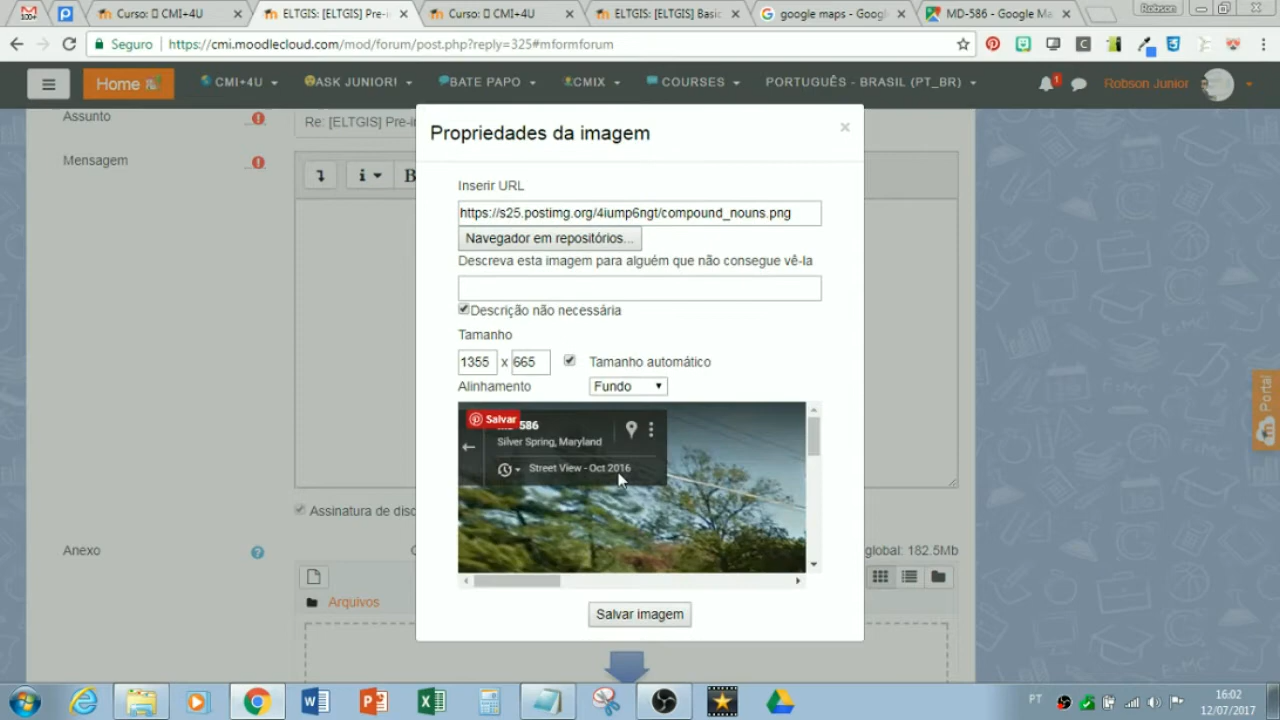 Curso: CMI+4U
ELTGIS: [ELTGIS] Pre-i
Curso: CMI+4U
ELTGIS: [ELTGIS] Basic
google maps - Googl
MD-586 - Google Ma
Robson
100+
Seguro
https://cmi.moodlecloud.com/mod/forum/post.php?reply=325#mformforum
Home
CMI+4U
ASK JUNIOR!
BATE PAPO
CMIX
COURSES
PORTUGUÊS - BRASIL (PT_BR)
1
Robson Junior
Assunto
Re: [ELTGIS] Pre-i
Mensagem
B
Propriedades da imagem
×
Inserir URL
https://s25.postimg.org/4iump6ngt/compound_nouns.png
Navegador em repositórios...
Descreva esta imagem para alguém que não consegue vê-la
Descrição não necessária
Tamanho
1355 x 665
Tamanho automático
Alinhamento
Fundo
Salvar
586
Silver Spring, Maryland
Street View - Oct 2016
Salvar imagem
Assinatura de disc
Anexo
global: 182.5Mb
Arquivos
Portal
PT
16:02
12/07/2017